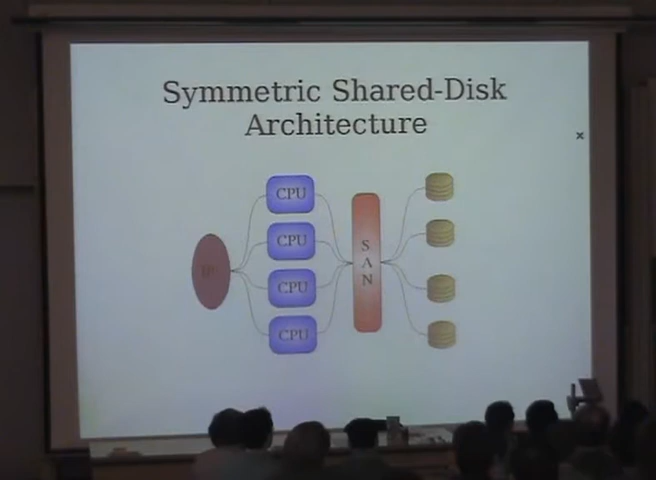 Symmetric Shared-Disk
Architecture
CPU
CPU
CPU
CPU
S
A
N